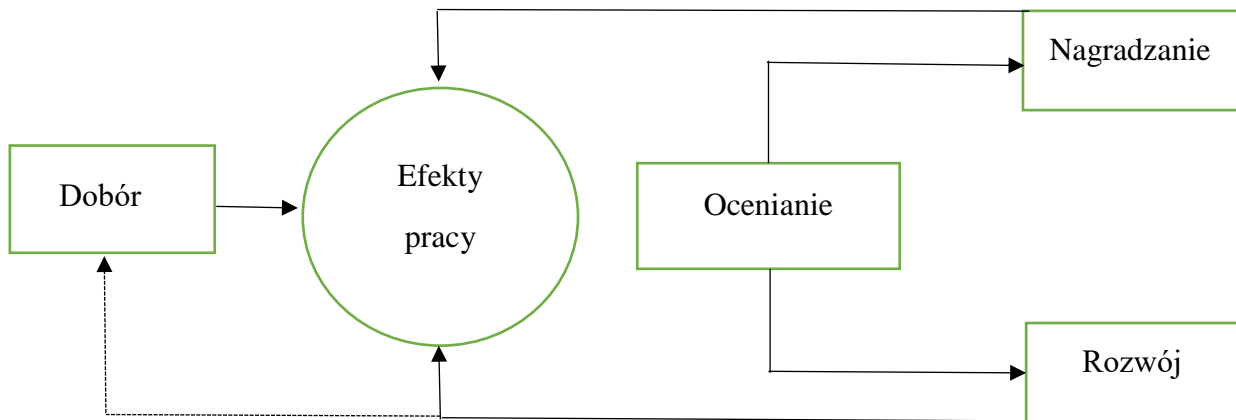 Nagradzanie
Dobór
Efekty
pracy
Ocenianie
Rozwój